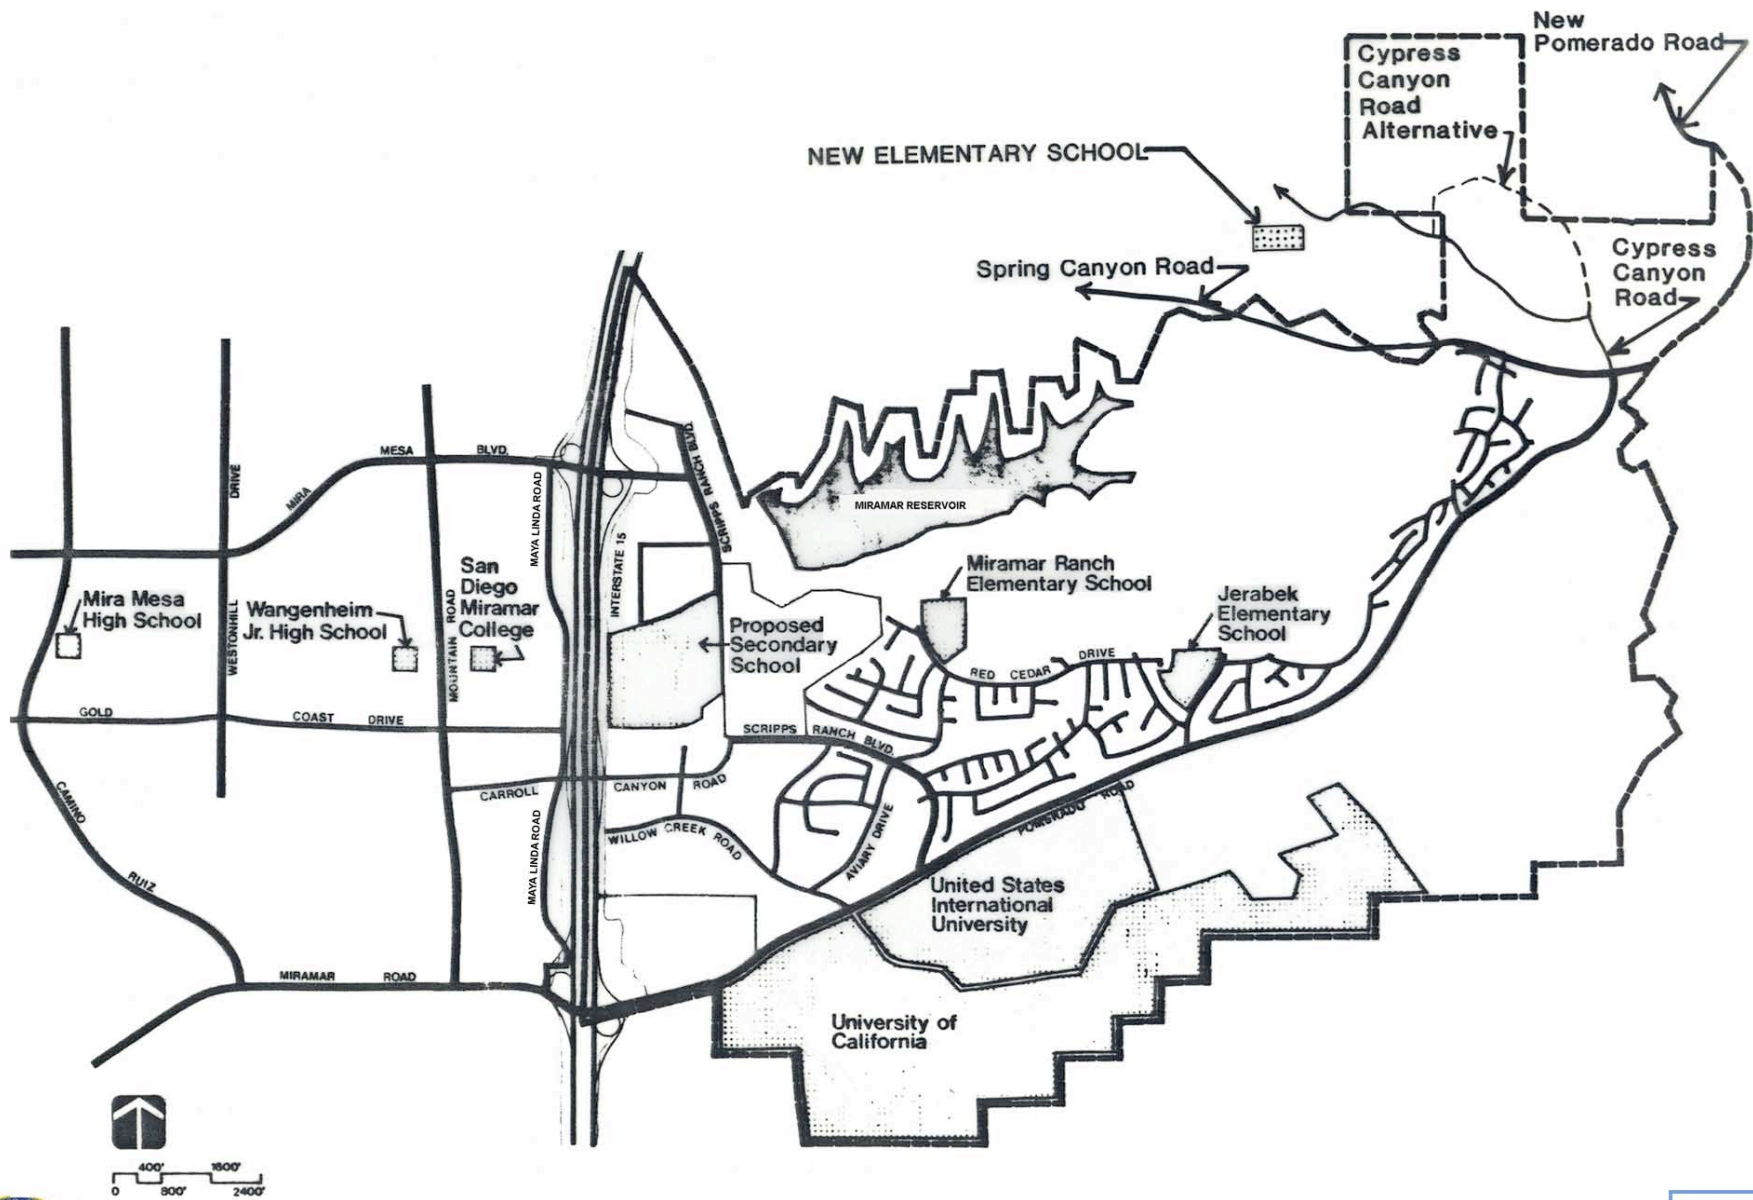 New
Pomerado Road
Cypress
Canyon
Road
Alternative
NEW ELEMENTARY SCHOOL
Spring Canyon Road
Cypress
Canyon
Road
MESA BLVD.
MIRA
DRIVE
WESTONHILL
MAYA LINDA ROAD
SCRIPPS RANCH BLVD.
MIRAMAR RESERVOIR
INTERSTATE 15
San
Diego
Miramar
College
MOUNTAIN ROAD
Mira Mesa
High School
Wangenheim
Jr. High School
Proposed
Secondary
School
Miramar Ranch
Elementary School
Jerabek
Elementary
School
RED CEDAR DRIVE
GOLD COAST DRIVE
SCRIPPS RANCH BLVD.
CARROLL CANYON ROAD
CAMINO
RUIZ
MAYA LINDA ROAD
WILLOW CREEK ROAD
AVIARY DRIVE
POMERADO ROAD
United States
International
University
MIRAMAR ROAD
University of
California
400' 1600'
0 800' 2400'